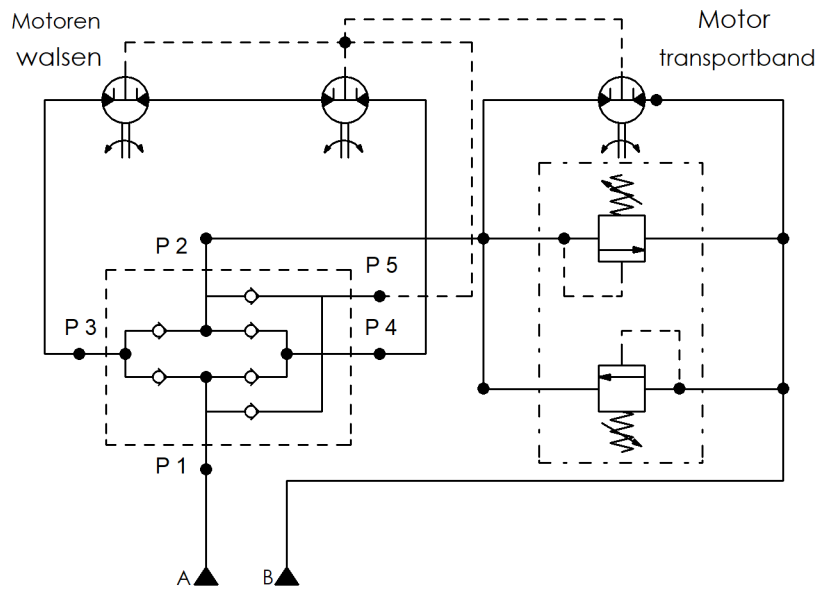 Motoren
walsen
Motor
transportband
P 2
P 5
P 3
P 4
P 1
A
B